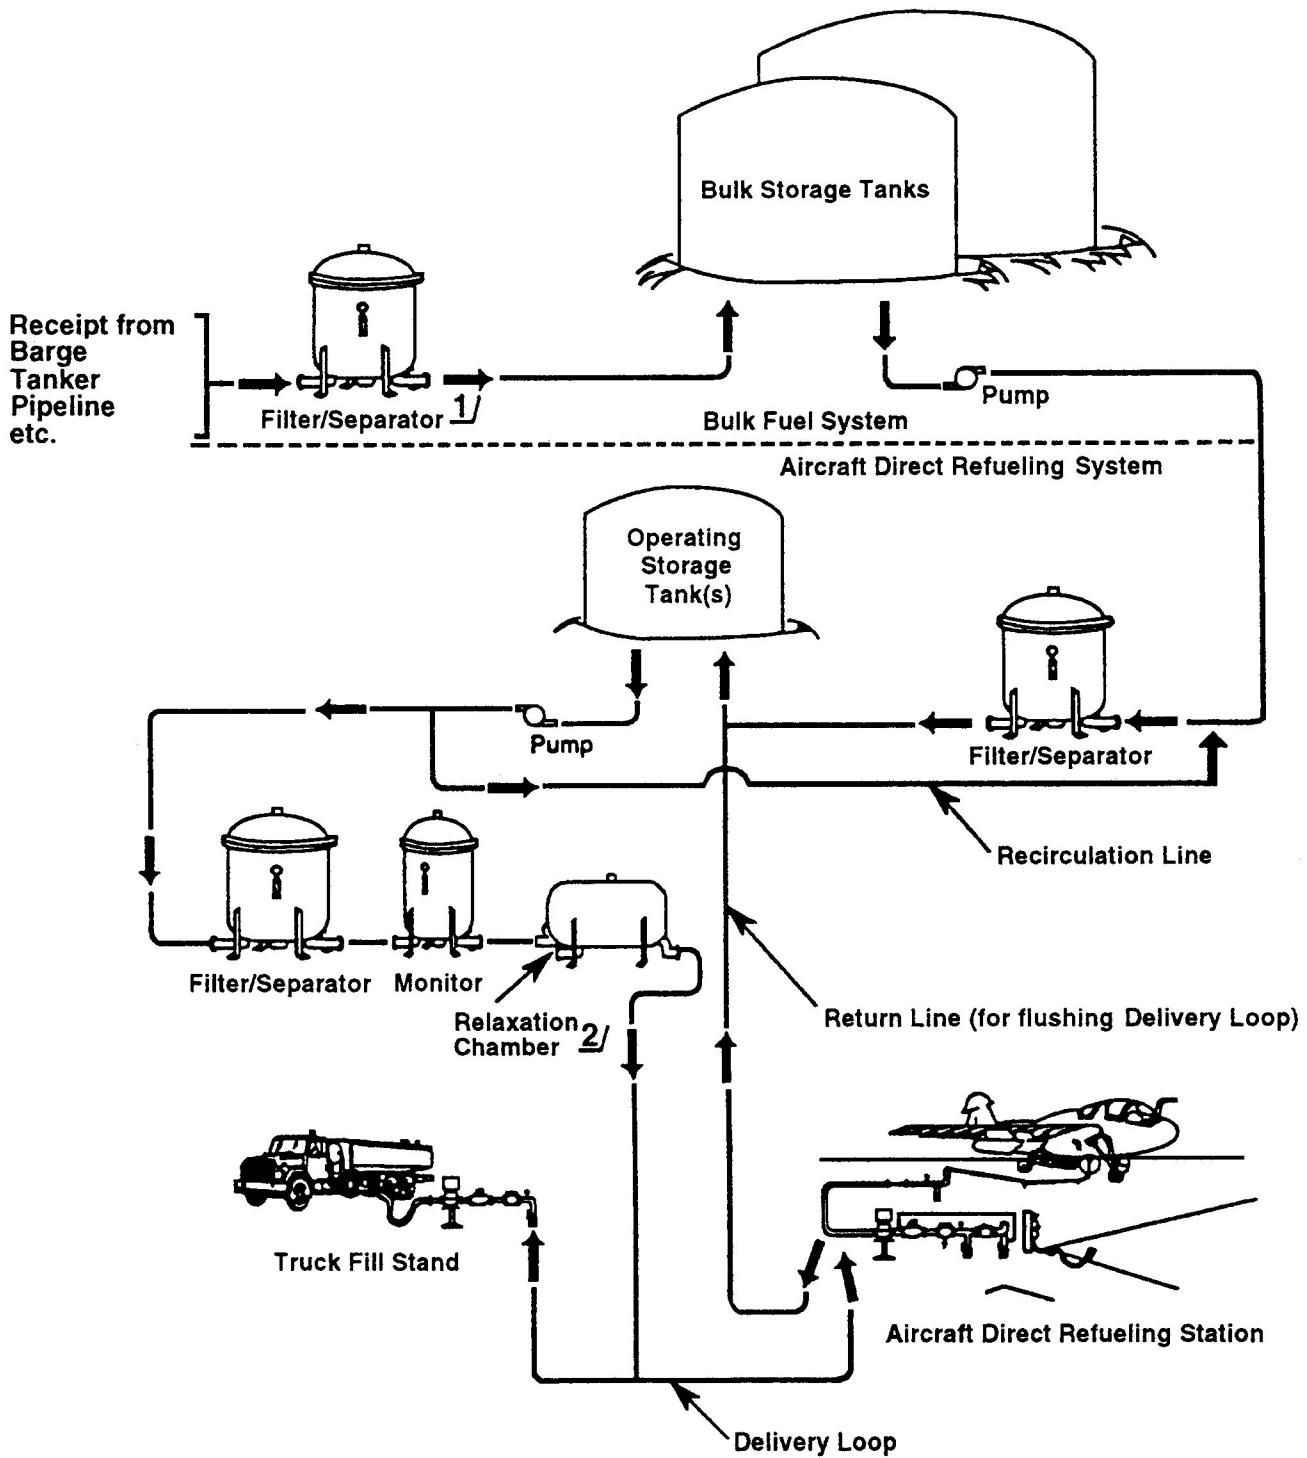 Bulk Storage Tanks
Receipt from
Barge
Tanker
Pipeline
etc.
Filter/Separator 1/
Pump
Bulk Fuel System
Aircraft Direct Refueling System
Operating
Storage
Tank(s)
Pump
Filter/Separator
Recirculation Line
Filter/Separator
Monitor
Relaxation
Chamber 2/
Return Line (for flushing Delivery Loop)
Truck Fill Stand
Aircraft Direct Refueling Station
Delivery Loop